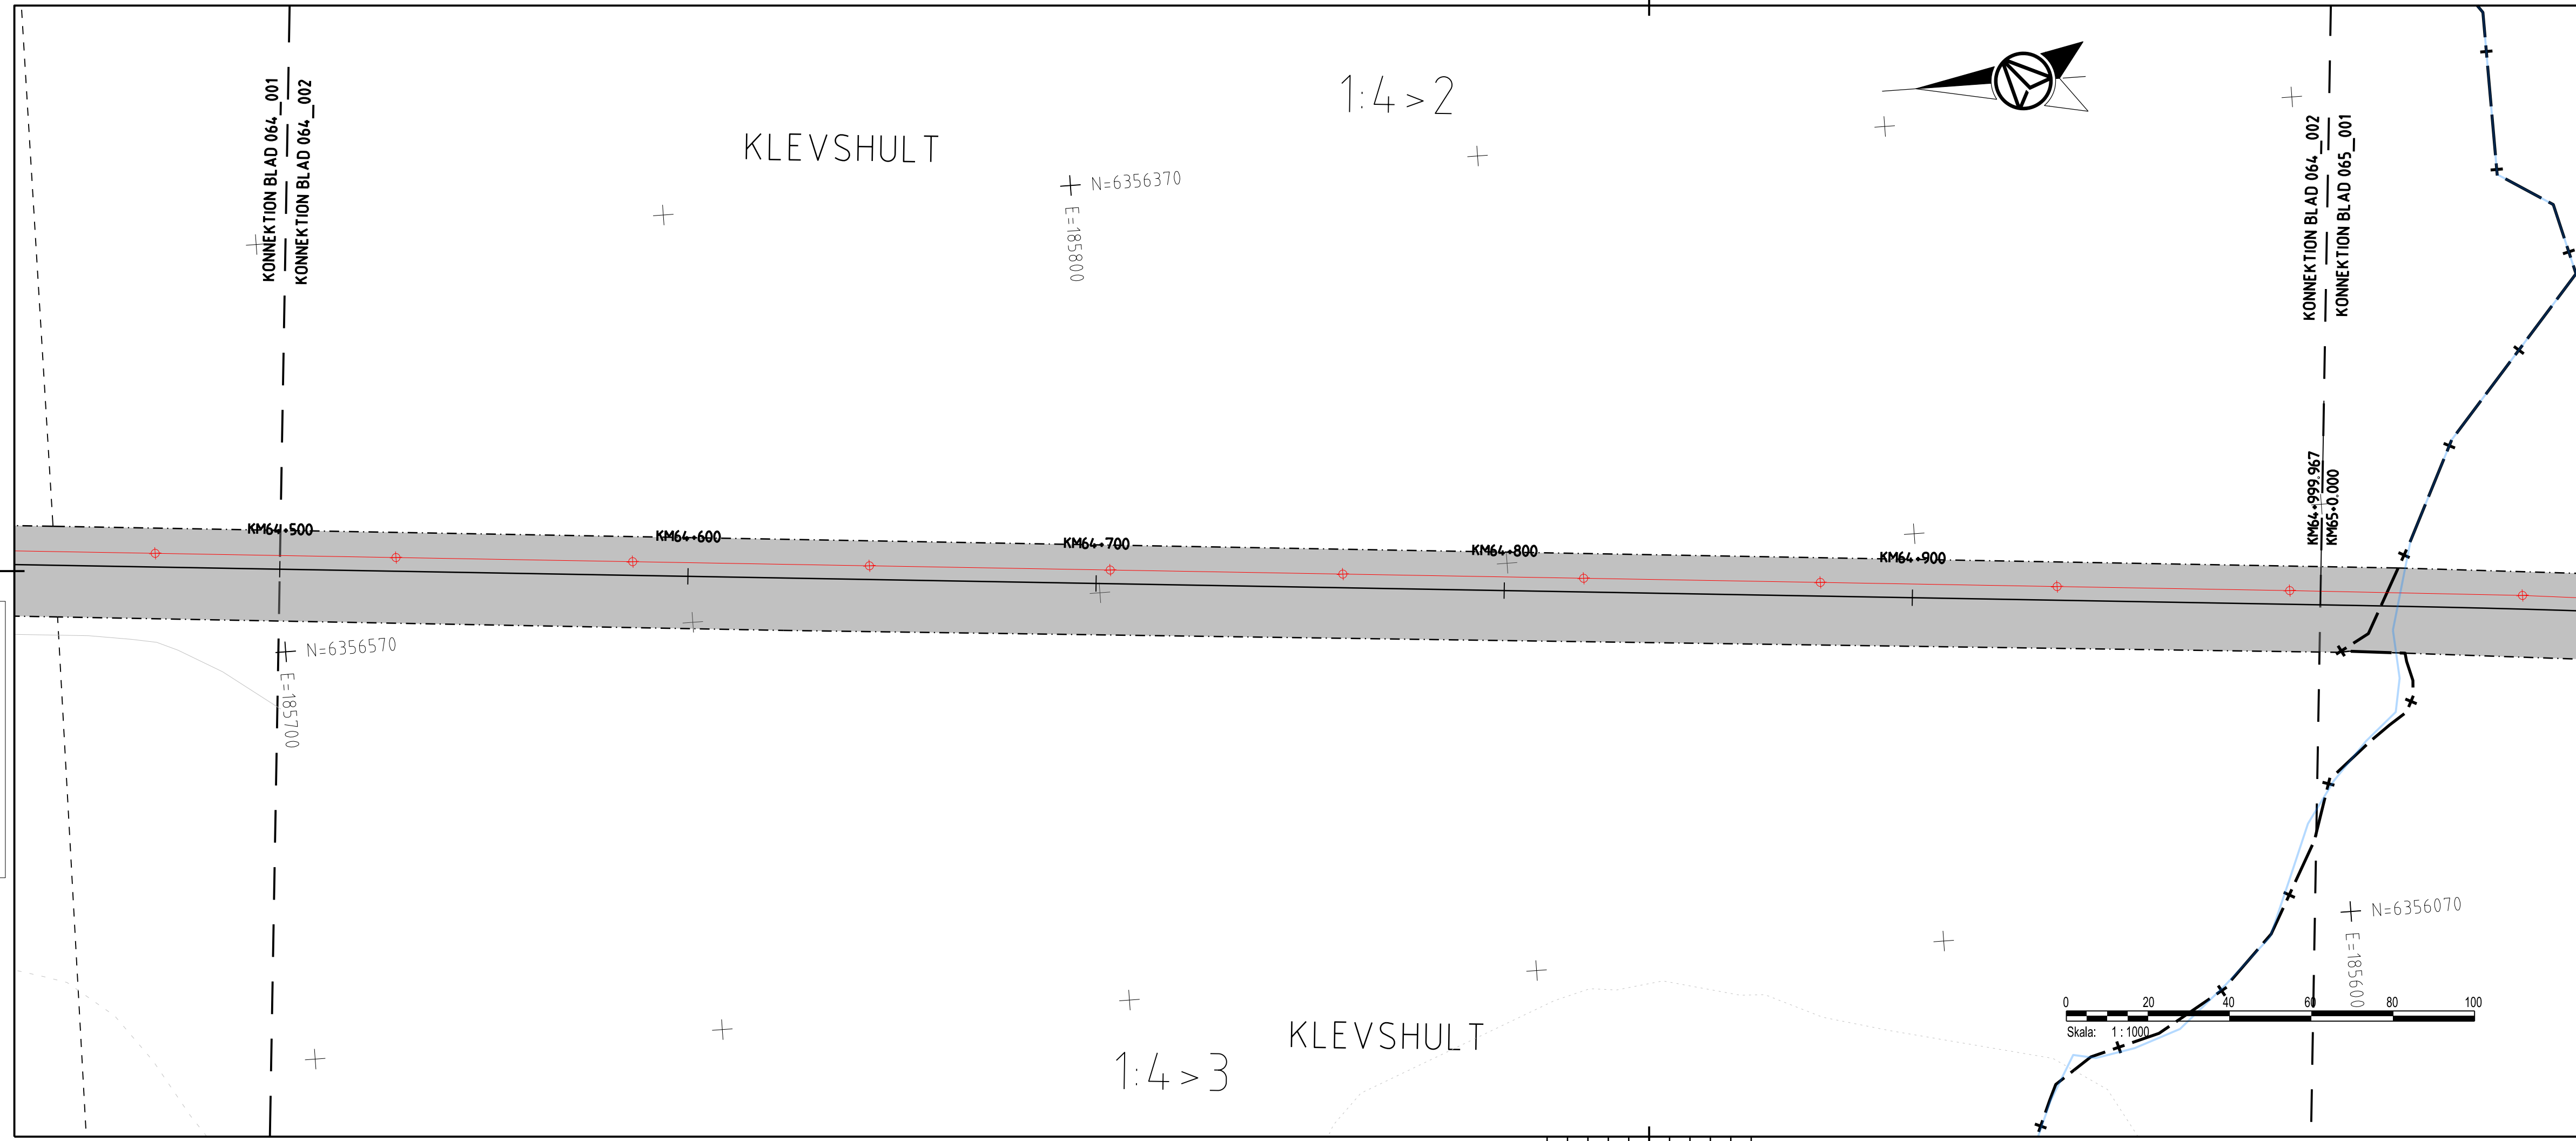 KONNEKTION BLAD 064_001
KONNEKTION BLAD 064_002
KLEVSHULT
1:4>2
N=6356370
E=185800
KONNEKTION BLAD 064_002
KONNEKTION BLAD 065_001
KM64+999.967
KM65+0.000
KM64+500
KM64+600
KM64+700
KM64+800
KM64+900
N=6356570
E=185700
N=6356070
E=185600
KLEVSHULT
1:4>3
0 20 40 60 80 100
Skala: 1 : 1000